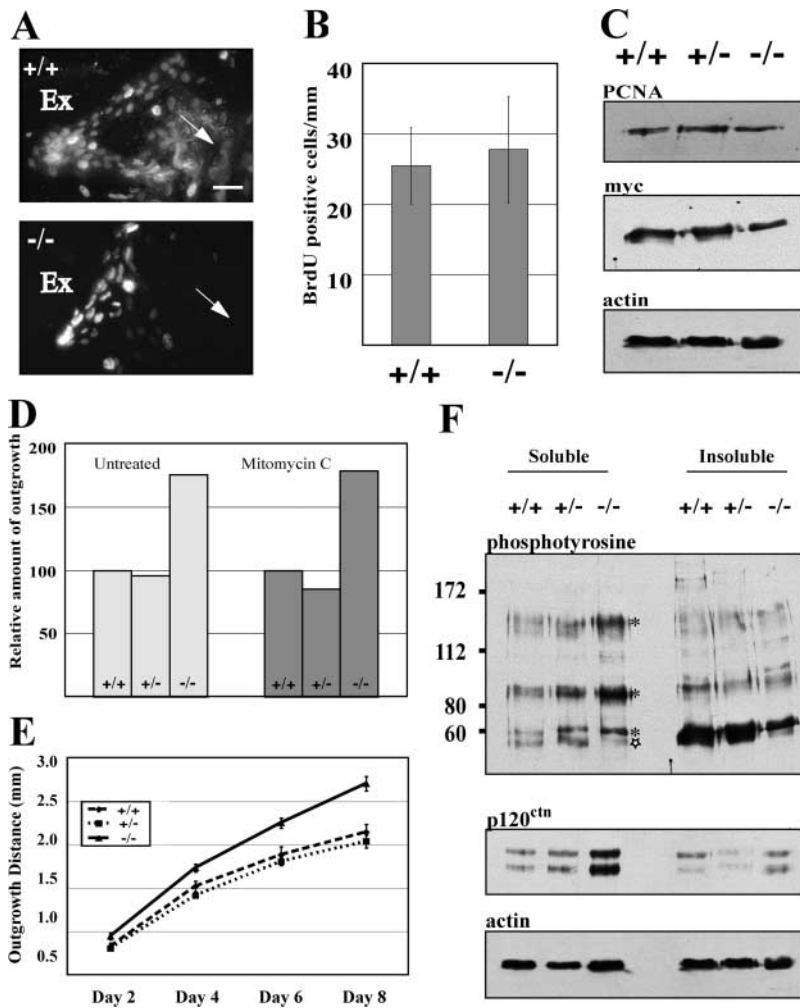 A
+/+
Ex
-/-
Ex
B
BrdU positive cells/mm
40
30
20
10
+/+ -/-
C
+/+ +/- -/-
PCNA
myc
actin
D
Relative amount of outgrowth
200
150
100
50
Untreated
Mitomycin C
+/+ +/- -/- +/+ +/- -/-
E
Outgrowth Distance (mm)
3.0
2.5
2.0
1.5
1.0
0.5
+/+
+/-
-/-
Day 2 Day 4 Day 6 Day 8
F
Soluble Insoluble
+/+ +/- -/- +/+ +/- -/-
phosphotyrosine
172
112
80
60
*
*
*
☆
p120ctn
actin